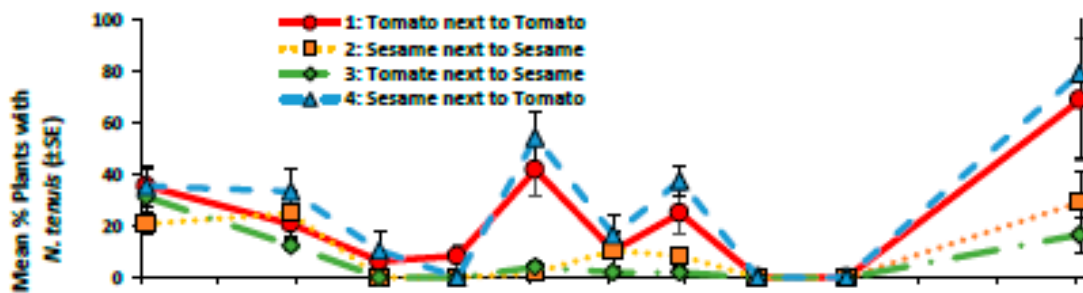 100
80
60
40
20
0
Mean % Plants with
N. tenuis (±SE)
1: Tomato next to Tomato
2: Sesame next to Sesame
3: Tomate next to Sesame
4: Sesame next to Tomato